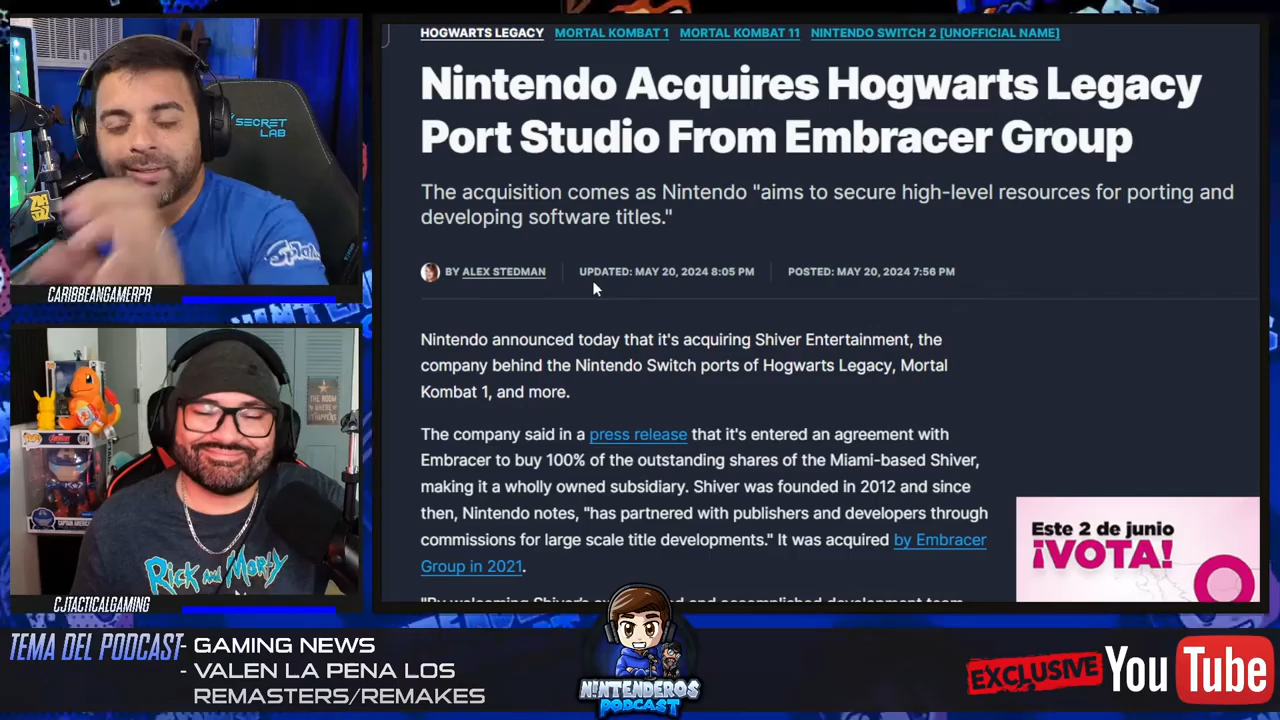 HOGWARTS LEGACY MORTAL KOMBAT 1 MORTAL KOMBAT 11 NINTENDO SWITCH 2 [UNOFFICIAL NAME]
Nintendo Acquires Hogwarts Legacy
Port Studio From Embracer Group
The acquisition comes as Nintendo "aims to secure high-level resources for porting and
developing software titles."
BY ALEX STEDMAN UPDATED: MAY 20, 2024 8:05 PM POSTED: MAY 20, 2024 7:56 PM
Nintendo announced today that it's acquiring Shiver Entertainment, the
company behind the Nintendo Switch ports of Hogwarts Legacy, Mortal
Kombat 1, and more.
The company said in a press release that it's entered an agreement with
Embracer to buy 100% of the outstanding shares of the Miami-based Shiver,
making it a wholly owned subsidiary. Shiver was founded in 2012 and since
then, Nintendo notes, "has partnered with publishers and developers through
commissions for large scale title developments." It was acquired by Embracer
Group in 2021.
Este 2 de junio
¡VOTA!
SECRET
LAB
CARIBBEANGAMERPR
THE ROOM
WHERE
IT HAPPENS
CAPTAIN AMERICA
RICK AND MORTY
CJTACTICALGAMING
TEMA DEL PODCAST- GAMING NEWS
- VALEN LA PENA LOS
REMASTERS/REMAKES
NINTENDEROS
PODCAST
EXCLUSIVE YouTube